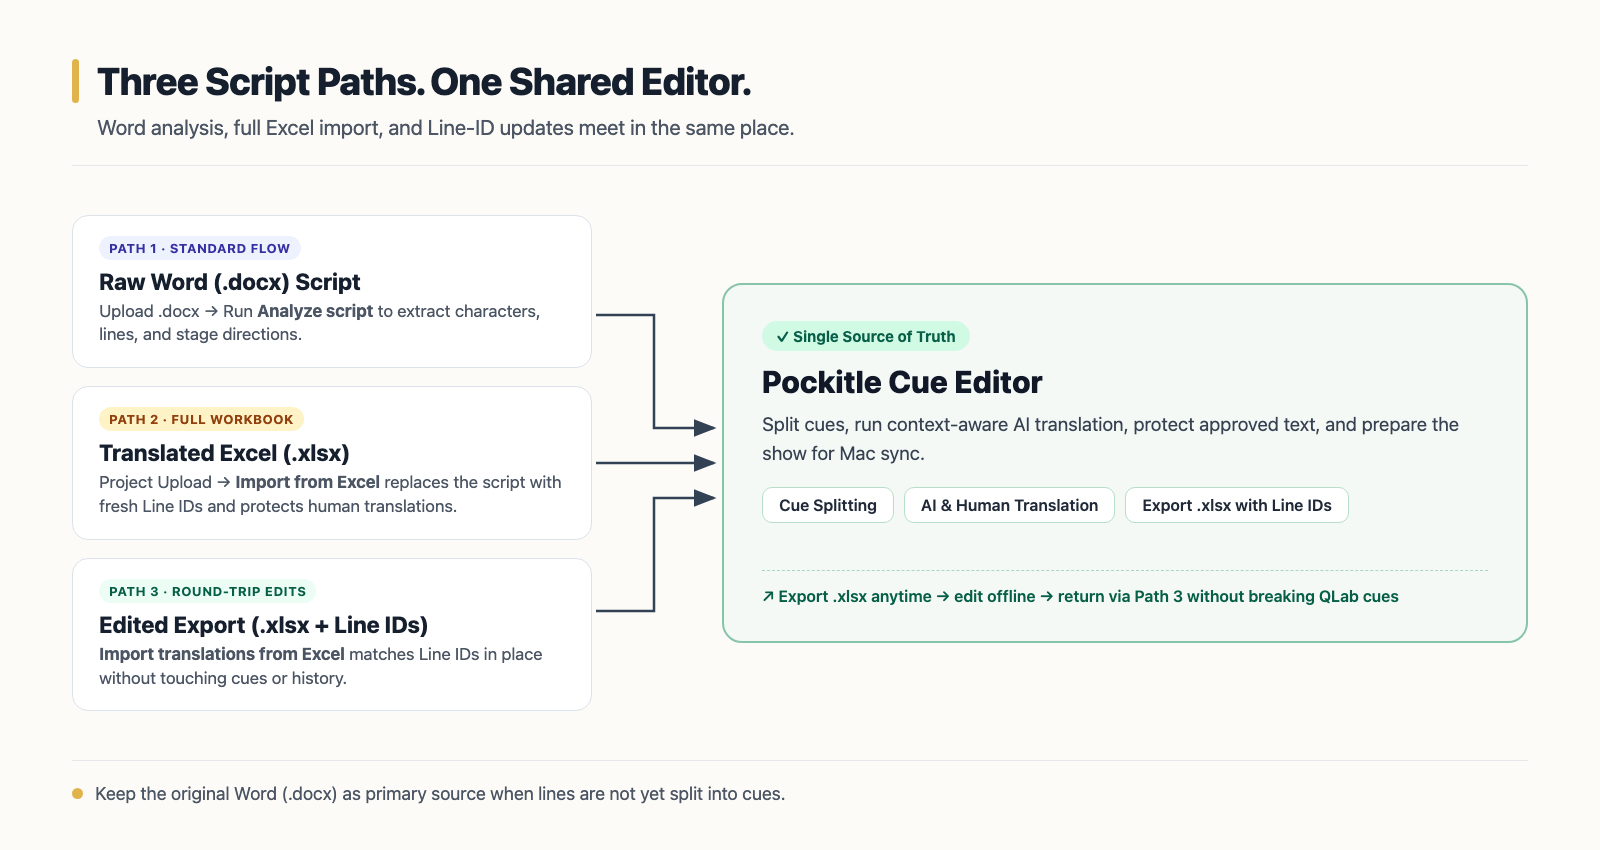 Three Script Paths. One Shared Editor.
Word analysis, full Excel import, and Line-ID updates meet in the same place.
PATH 1 · STANDARD FLOW
Raw Word (.docx) Script
Upload .docx → Run Analyze script to extract characters,
lines, and stage directions.
PATH 2 · FULL WORKBOOK
Translated Excel (.xlsx)
Project Upload → Import from Excel replaces the script with
fresh Line IDs and protects human translations.
PATH 3 · ROUND-TRIP EDITS
Edited Export (.xlsx + Line IDs)
Import translations from Excel matches Line IDs in place
without touching cues or history.
✓ Single Source of Truth
Pockitle Cue Editor
Split cues, run context-aware AI translation, protect approved text, and prepare the
show for Mac sync.
Cue Splitting
AI & Human Translation
Export .xlsx with Line IDs
↗ Export .xlsx anytime → edit offline → return via Path 3 without breaking QLab cues
Keep the original Word (.docx) as primary source when lines are not yet split into cues.